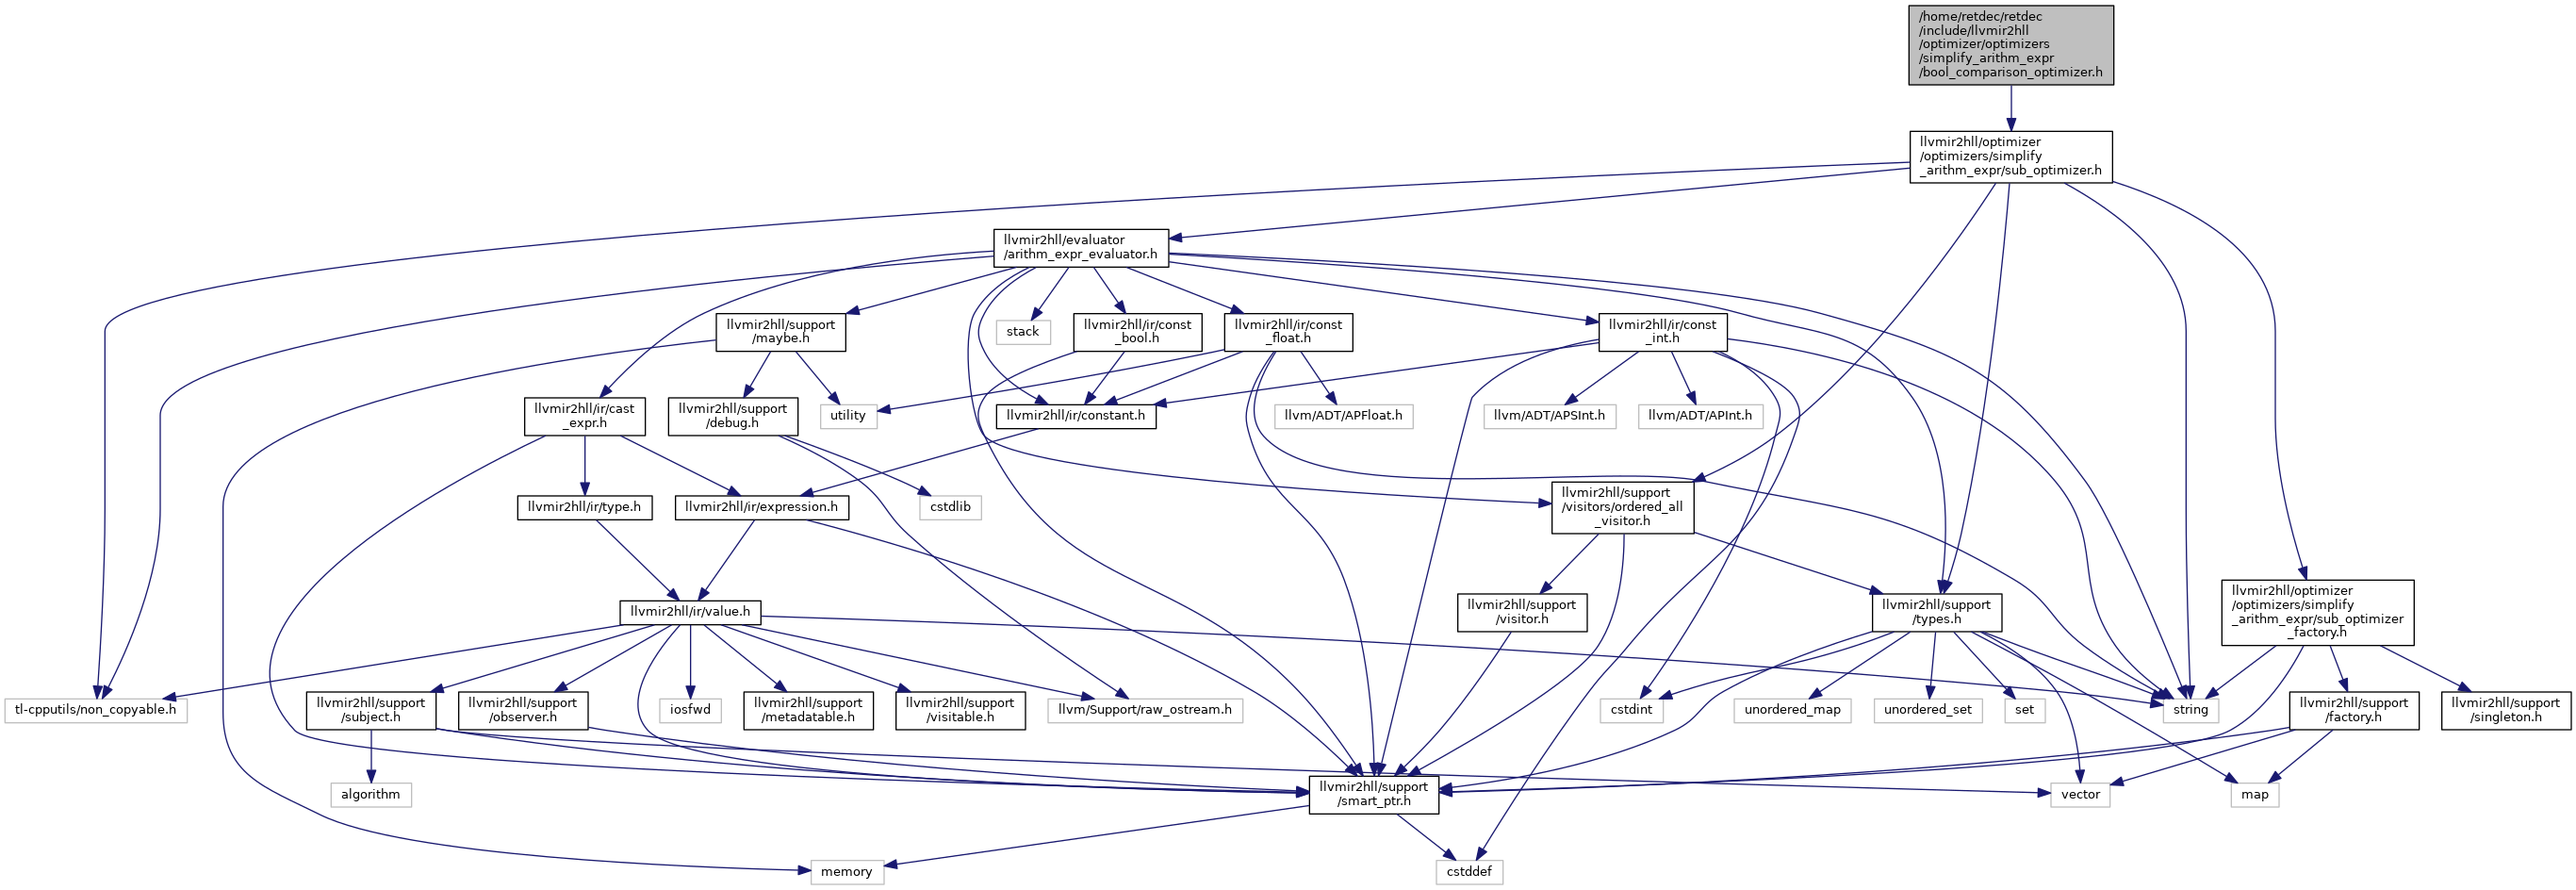 /home/retdec/retdec
/include/llvmir2hll
/optimizer/optimizers
/simplify_arithm_expr
/bool_comparison_optimizer.h
llvmir2hll/optimizer
/optimizers/simplify
_arithm_expr/sub_optimizer.h
llvmir2hll/evaluator
/arithm_expr_evaluator.h
llvmir2hll/support
/maybe.h
stack
llvmir2hll/ir/const
_bool.h
llvmir2hll/ir/const
_float.h
llvmir2hll/ir/const
_int.h
llvmir2hll/ir/cast
_expr.h
llvmir2hll/support
/debug.h
utility
llvmir2hll/ir/constant.h
llvm/ADT/APFloat.h
llvm/ADT/APSInt.h
llvm/ADT/APInt.h
llvmir2hll/ir/type.h
llvmir2hll/ir/expression.h
cstdlib
llvmir2hll/support
/visitors/ordered_all
_visitor.h
llvmir2hll/ir/value.h
llvmir2hll/support
/visitor.h
llvmir2hll/support
/types.h
llvmir2hll/optimizer
/optimizers/simplify
_arithm_expr/sub_optimizer
_factory.h
tl-cpputils/non_copyable.h
llvmir2hll/support
/subject.h
llvmir2hll/support
/observer.h
iosfwd
llvmir2hll/support
/metadatable.h
llvmir2hll/support
/visitable.h
llvm/Support/raw_ostream.h
cstdint
unordered_map
unordered_set
set
string
llvmir2hll/support
/factory.h
llvmir2hll/support
/singleton.h
algorithm
llvmir2hll/support
/smart_ptr.h
vector
map
memory
cstddef